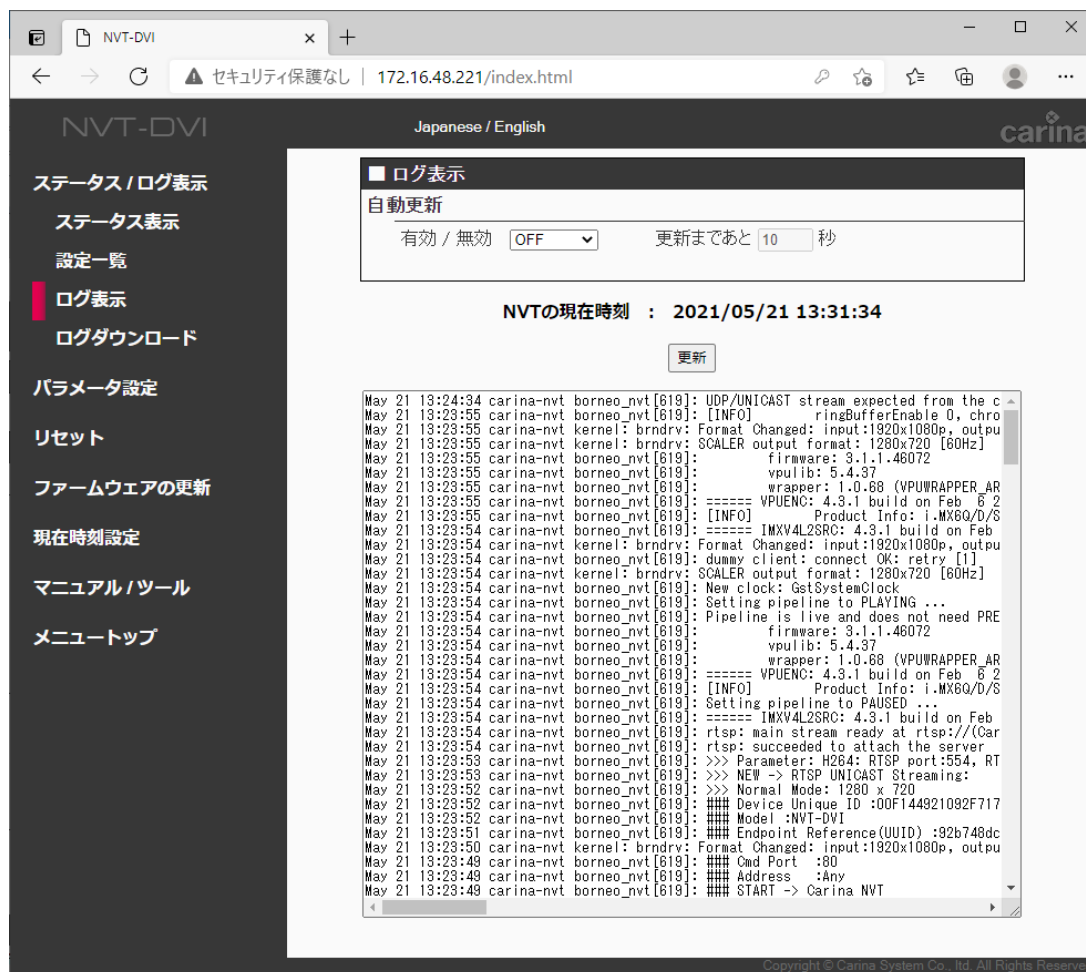 NVT-DVI
セキュリティ保護なし | 172.16.48.221/index.html
NVT-DVI
Japanese / English
carina
ステータス / ログ表示
ステータス表示
設定一覧
ログ表示
ログダウンロード
パラメータ設定
リセット
ファームウェアの更新
現在時刻設定
マニュアル / ツール
メニュートップ
■ ログ表示
自動更新
有効 / 無効 OFF 更新まであと 10 秒
NVTの現在時刻 : 2021/05/21 13:31:34
更新
May 21 13:24:34 carina-nvt borneo_nvt[619]: UDP/UNICAST stream expected from the c
May 21 13:23:55 carina-nvt borneo_nvt[619]: [INFO] ringBufferEnable 0, chro
May 21 13:23:55 carina-nvt kernel: brndrv: Format Changed: input:1920x1080p, outpu
May 21 13:23:55 carina-nvt kernel: brndrv: SCALER output format: 1280x720 [60Hz]
May 21 13:23:55 carina-nvt borneo_nvt[619]: firmware: 3.1.1.46072
May 21 13:23:55 carina-nvt borneo_nvt[619]: vpulib: 5.4.37
May 21 13:23:55 carina-nvt borneo_nvt[619]: wrapper: 1.0.68 (VPUWRAPPER_AR
May 21 13:23:55 carina-nvt borneo_nvt[619]: ====== VPUENC: 4.3.1 build on Feb 6 2
May 21 13:23:55 carina-nvt borneo_nvt[619]: [INFO] Product Info: i.MX6Q/D/S
May 21 13:23:54 carina-nvt borneo_nvt[619]: ====== IMXV4L2SRC: 4.3.1 build on Feb
May 21 13:23:54 carina-nvt kernel: brndrv: Format Changed: input:1920x1080p, outpu
May 21 13:23:54 carina-nvt borneo_nvt[619]: dummy client: connect OK: retry [1]
May 21 13:23:54 carina-nvt kernel: brndrv: SCALER output format: 1280x720 [60Hz]
May 21 13:23:54 carina-nvt borneo_nvt[619]: New clock: GstSystemClock
May 21 13:23:54 carina-nvt borneo_nvt[619]: Setting pipeline to PLAYING ...
May 21 13:23:54 carina-nvt borneo_nvt[619]: Pipeline is live and does not need PRE
May 21 13:23:54 carina-nvt borneo_nvt[619]: firmware: 3.1.1.46072
May 21 13:23:54 carina-nvt borneo_nvt[619]: vpulib: 5.4.37
May 21 13:23:54 carina-nvt borneo_nvt[619]: wrapper: 1.0.68 (VPUWRAPPER_AR
May 21 13:23:54 carina-nvt borneo_nvt[619]: ====== VPUENC: 4.3.1 build on Feb 6 2
May 21 13:23:54 carina-nvt borneo_nvt[619]: [INFO] Product Info: i.MX6Q/D/S
May 21 13:23:54 carina-nvt borneo_nvt[619]: Setting pipeline to PAUSED ...
May 21 13:23:54 carina-nvt borneo_nvt[619]: ====== IMXV4L2SRC: 4.3.1 build on Feb
May 21 13:23:54 carina-nvt borneo_nvt[619]: rtsp: main stream ready at rtsp://(Car
May 21 13:23:54 carina-nvt borneo_nvt[619]: rtsp: succeeded to attach the server
May 21 13:23:53 carina-nvt borneo_nvt[619]: >>> Parameter: H264: RTSP port:554, RT
May 21 13:23:53 carina-nvt borneo_nvt[619]: >>> NEW -> RTSP UNICAST Streaming:
May 21 13:23:52 carina-nvt borneo_nvt[619]: >>> Normal Mode: 1280 x 720
May 21 13:23:52 carina-nvt borneo_nvt[619]: ### Device Unique ID :00F144921092F717
May 21 13:23:52 carina-nvt borneo_nvt[619]: ### Model :NVT-DVI
May 21 13:23:51 carina-nvt borneo_nvt[619]: ### Endpoint Reference(UUID) :92b748dc
May 21 13:23:50 carina-nvt kernel: brndrv: Format Changed: input:1920x1080p, outpu
May 21 13:23:49 carina-nvt borneo_nvt[619]: ### Cmd Port :80
May 21 13:23:49 carina-nvt borneo_nvt[619]: ### Address :Any
May 21 13:23:49 carina-nvt borneo_nvt[619]: ### START -> Carina NVT
Copyright © Carina System Co., ltd. All Rights Reserve